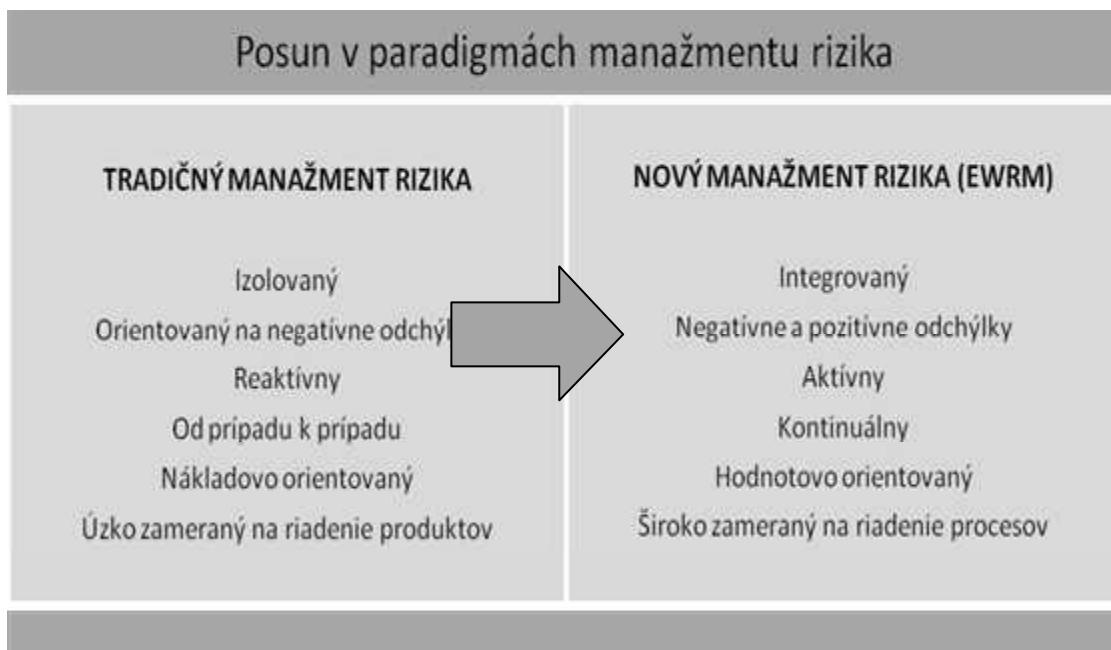 Posun v paradigmách manažmentu rizika
TRADIČNÝ MANAŽMENT RIZIKA
Izolovaný
Orientovaný na negatívne
Reaktívny
Od prípadu k prípadu
Nákladovo orientovaný
Úzko zameraný na riadenie produktov
NOVÝ MANAŽMENT RIZIKA (EWRM)
Integrovaný
Negatívne a pozitívne odchýlky
Aktívny
Kontinuálny
Hodnotovo orientovaný
Široko zameraný na riadenie procesov